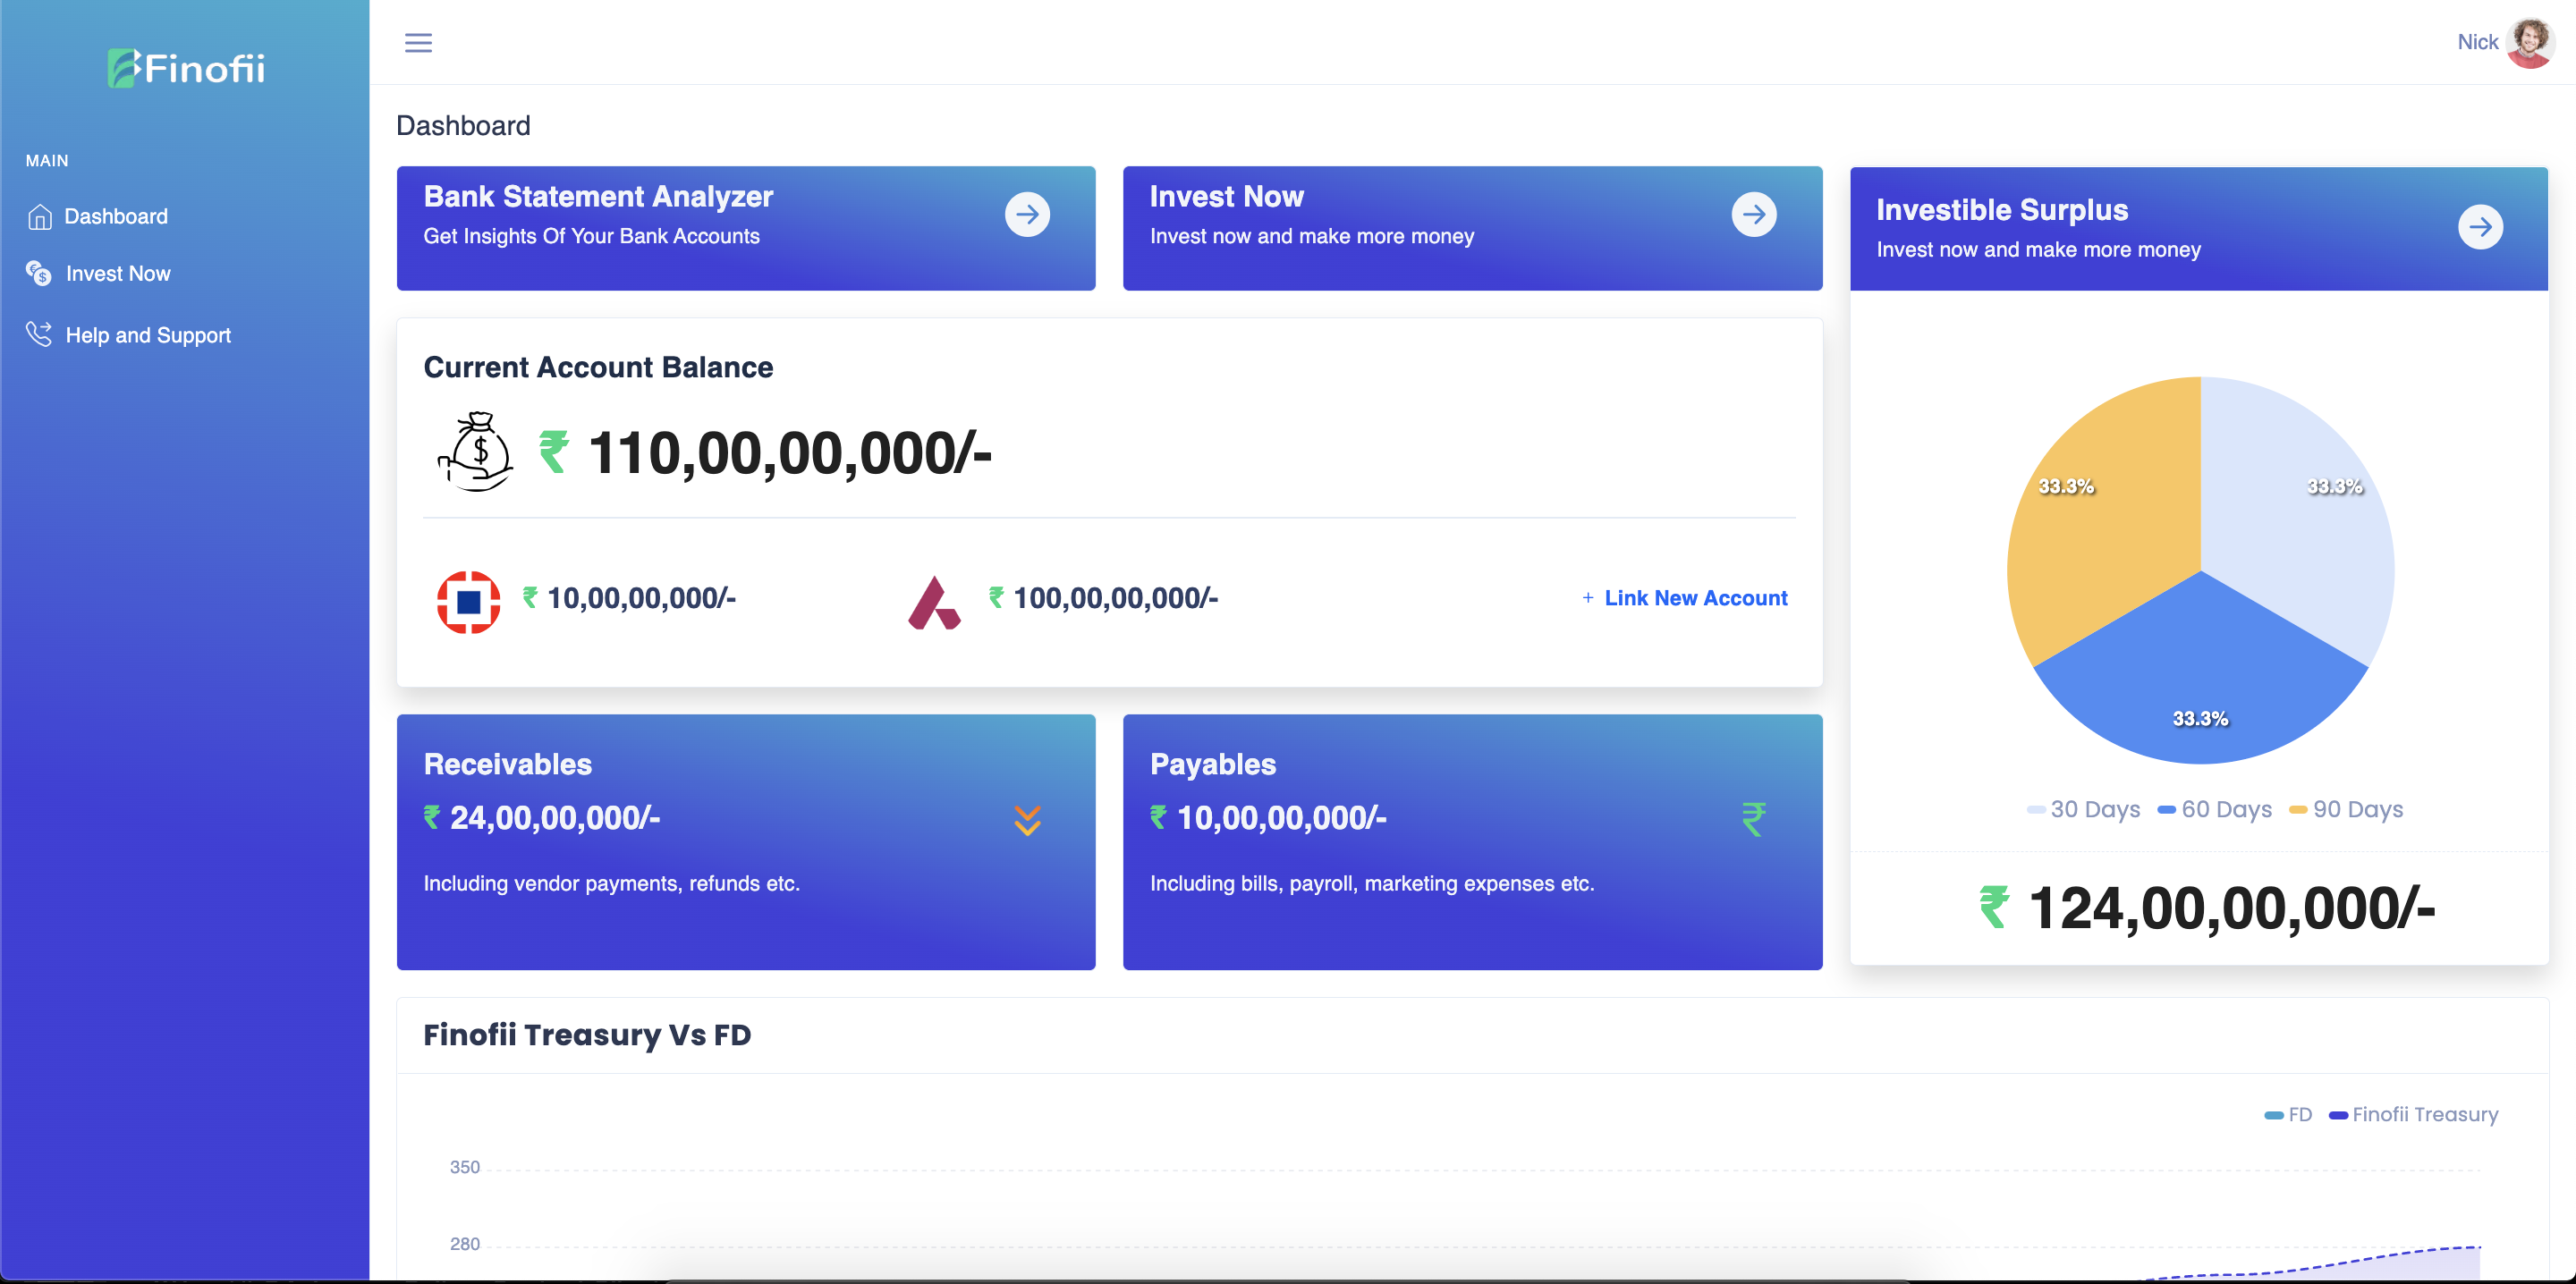 Finofii
MAIN
Dashboard
Invest Now
Help and Support
Nick
Dashboard
Bank Statement Analyzer
Get Insights Of Your Bank Accounts
Invest Now
Invest now and make more money
Investible Surplus
Invest now and make more money
Current Account Balance
$
₹ 110,00,00,000/-
₹ 10,00,00,000/-
₹ 100,00,00,000/-
+ Link New Account
33.3%
33.3%
33.3%
30 Days 60 Days 90 Days
₹ 124,00,00,000/-
Receivables
₹ 24,00,00,000/-
Including vendor payments, refunds etc.
Payables
₹ 10,00,00,000/-
₹
Including bills, payroll, marketing expenses etc.
Finofii Treasury Vs FD
FD Finofii Treasury
350
280